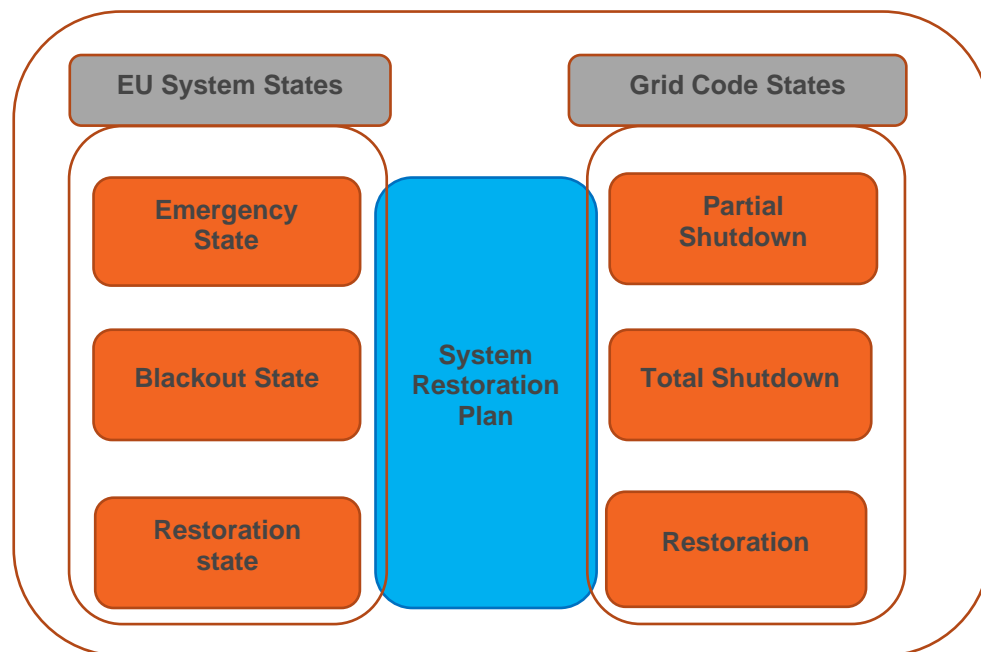 EU System States
Grid Code States
Emergency
State
Partial
Shutdown
Blackout State
System
Restoration
Plan
Total Shutdown
Restoration
state
Restoration